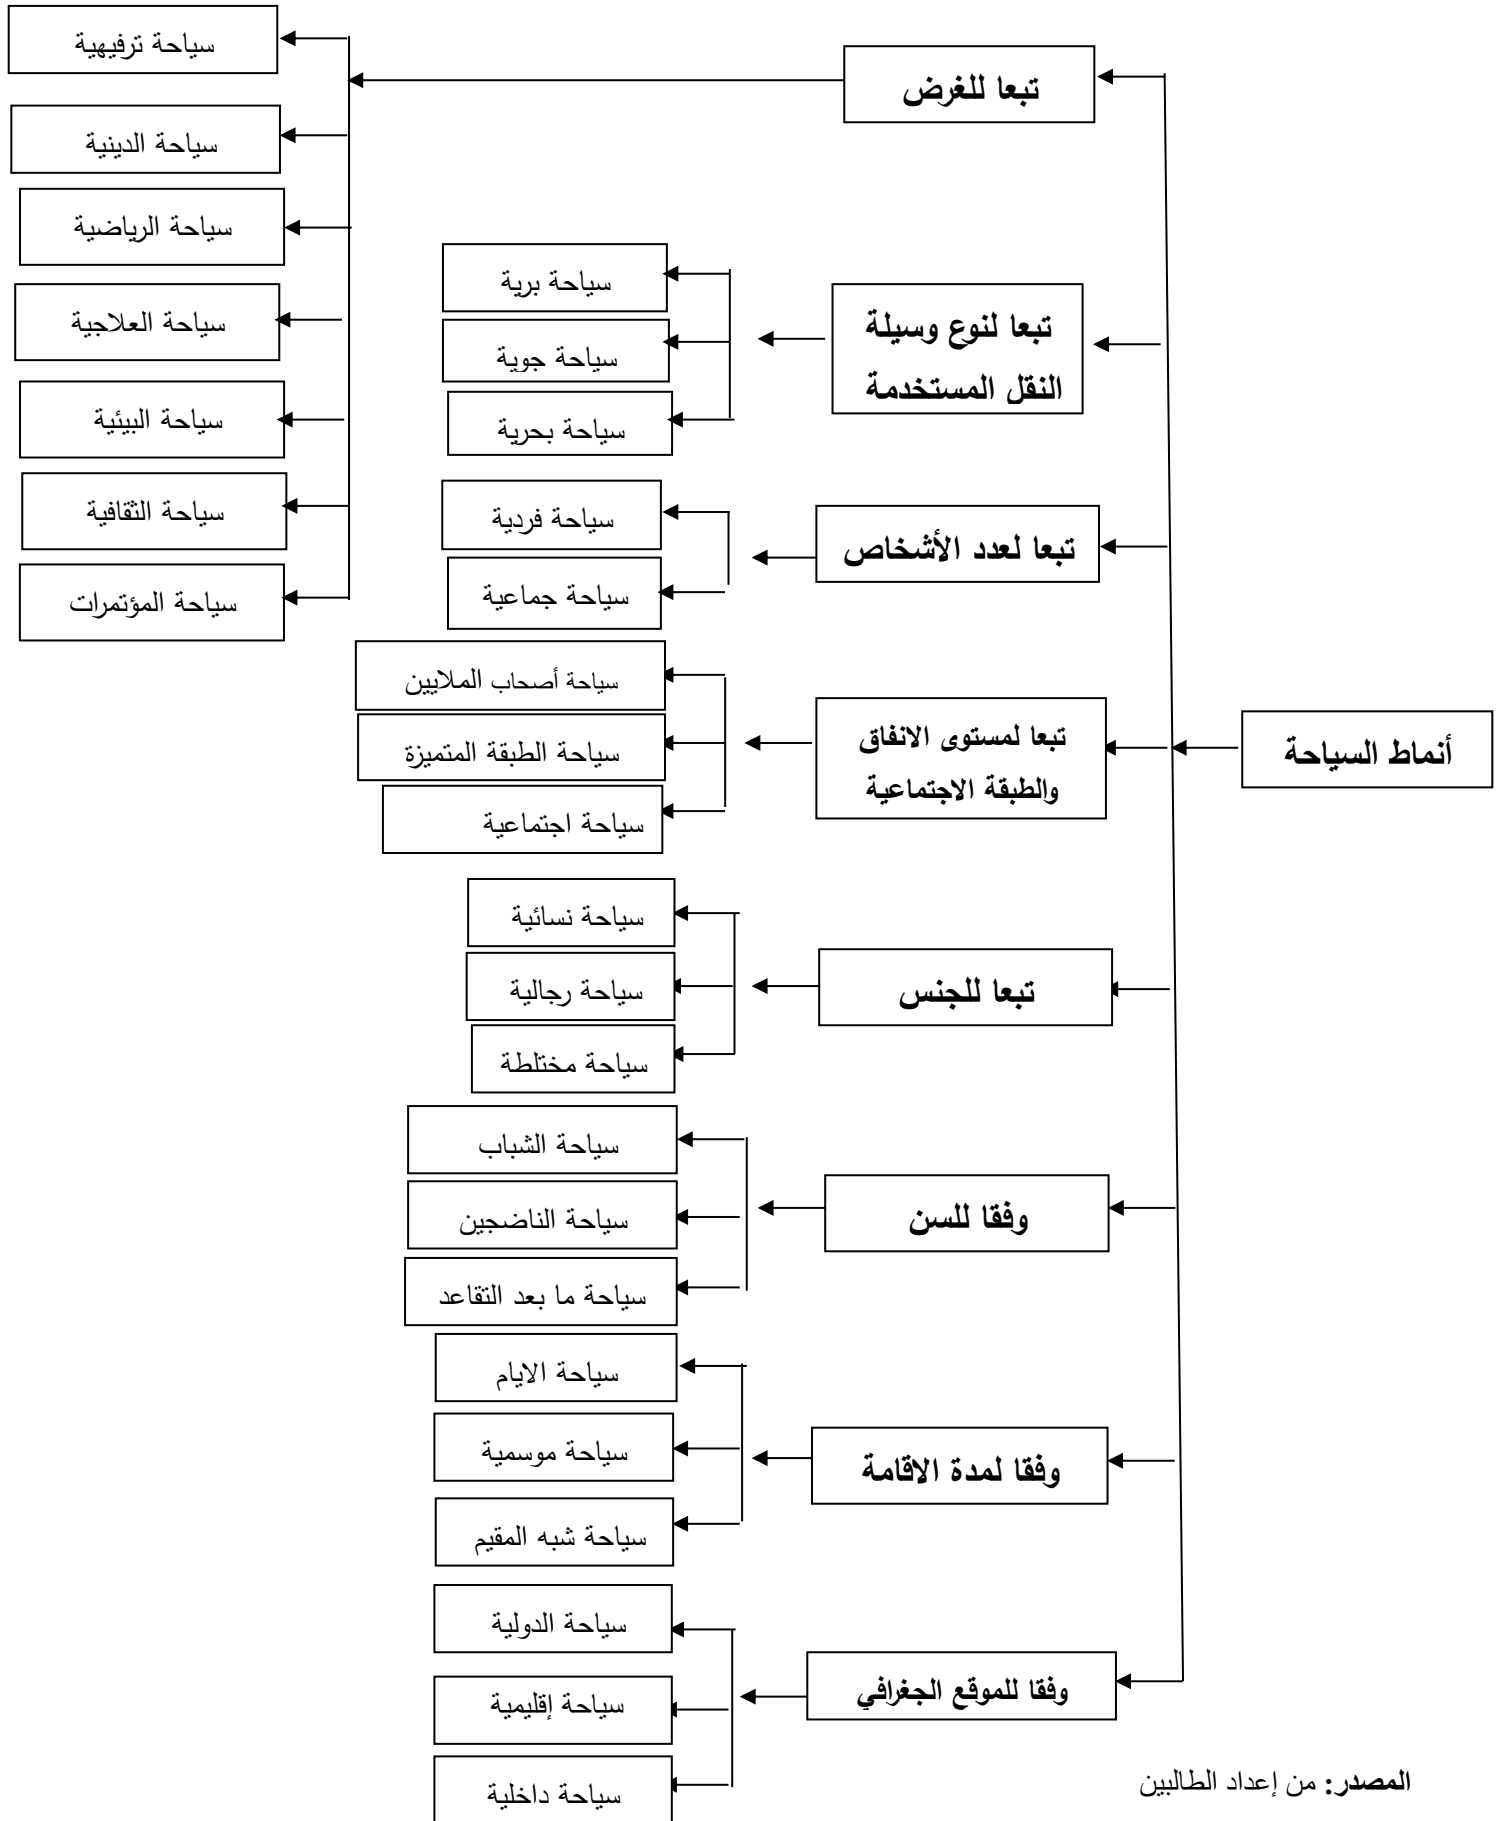 أنماط السياحة
تبعا للغرض
سياحة ترفيهية
سياحة الدينية
سياحة الرياضية
سياحة العلاجية
سياحة البيئية
سياحة الثقافية
سياحة المؤتمرات
تبعا لنوع وسيلة
النقل المستخدمة
سياحة برية
سياحة جوية
سياحة بحرية
تبعا لعدد الأشخاص
سياحة فردية
سياحة جماعية
تبعا لمستوى الانفاق
والطبقة الاجتماعية
سياحة أصحاب الملايين
سياحة الطبقة المتميزة
سياحة اجتماعية
تبعا للجنس
سياحة نسائية
سياحة رجالية
سياحة مختلطة
وفقا للسن
سياحة الشباب
سياحة الناضجين
سياحة ما بعد التقاعد
وفقا لمدة الاقامة
سياحة الايام
سياحة موسمية
سياحة شبه المقيم
وفقا للموقع الجغرافي
سياحة الدولية
سياحة إقليمية
سياحة داخلية
المصدر: من إعداد الطالبين